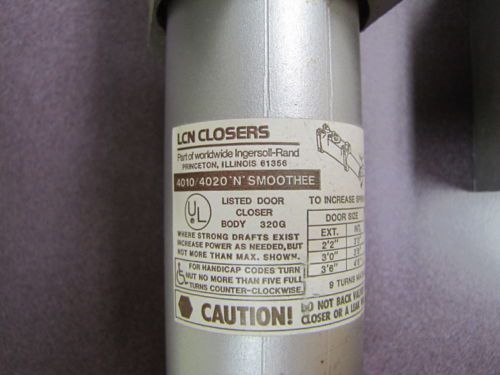 LCN CLOSERS
Part of worldwide Ingersoll-Rand
PRINCETON, ILLINOIS 61356
4010/4020 'N' SMOOTHEE
UL
LISTED DOOR
CLOSER
BODY 320G
WHERE STRONG DRAFTS EXIST
INCREASE POWER AS NEEDED, BUT
NOT MORE THAN MAX. SHOWN.
FOR HANDICAP CODES TURN
NUT NO MORE THAN FIVE FULL
TURNS COUNTER-CLOCKWISE.
TO INCREASE
DOOR SIZE
EXT.
2'2"
3'0"
3'6"
9 TURNS
CAUTION!
DO NOT BACK
CLOSER OR A LEAK